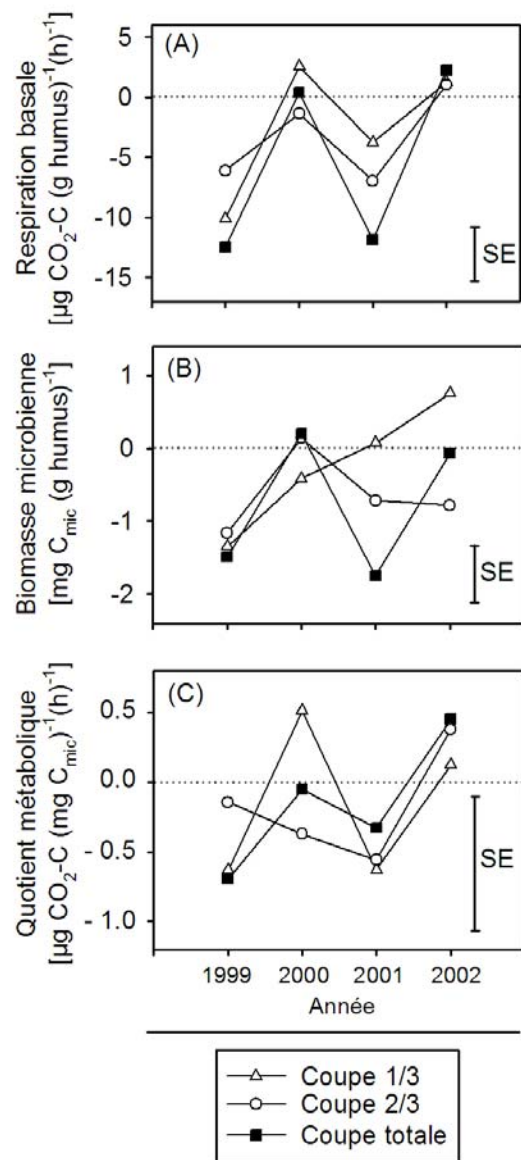 (A)
Respiration basale
[µg CO₂-C (g humus)⁻¹(h)⁻¹
5
0
-5
-10
-15
SE
(B)
Biomasse microbienne
[mg Cmic (g humus)⁻¹]
1
0
-1
-2
SE
(C)
Quotient métabolique
[µg CO₂-C (mg Cmic)⁻¹(h)⁻¹]
0.5
0.0
- 0.5
- 1.0
SE
1999 2000 2001 2002
Année
Coupe 1/3
Coupe 2/3
Coupe totale